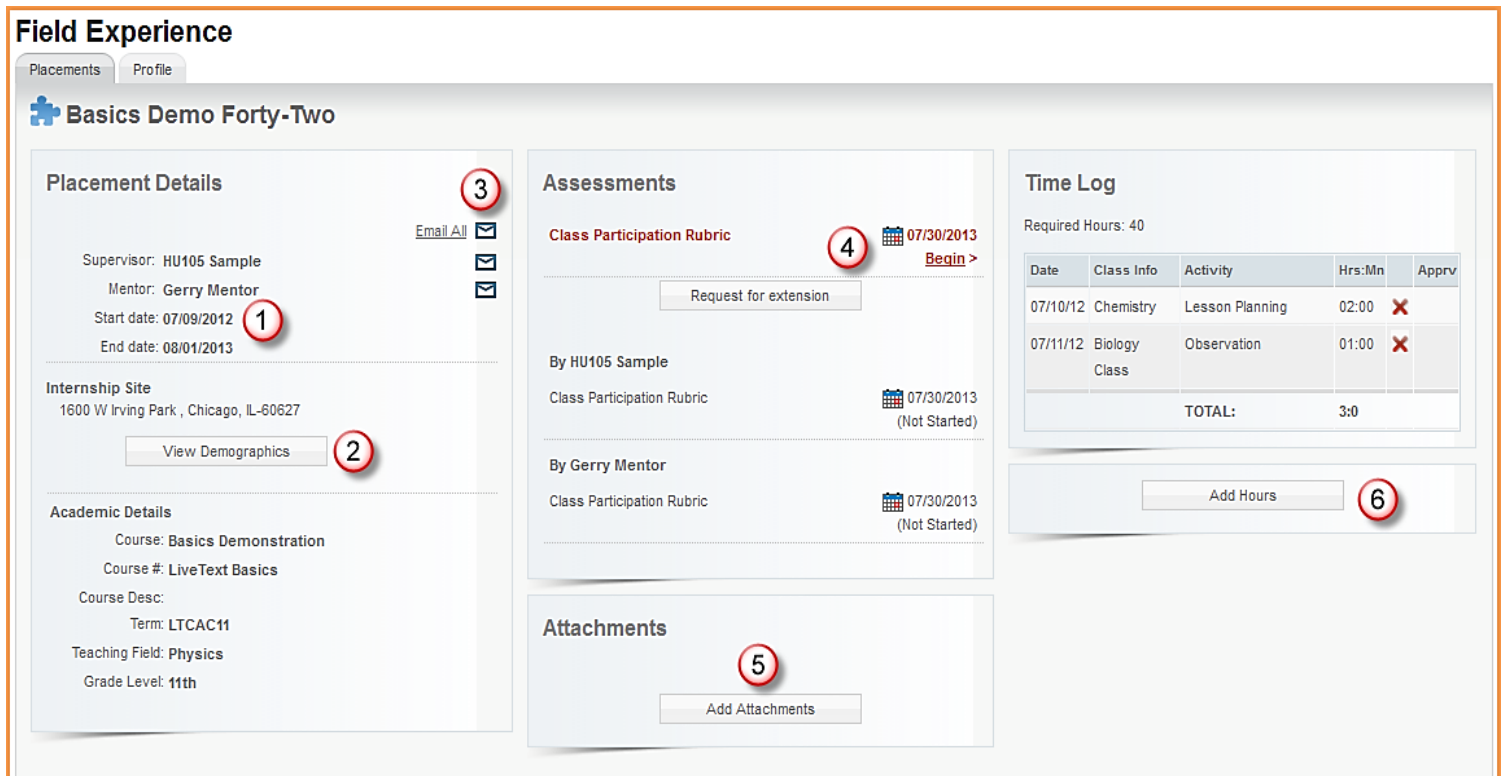 Field Experience
Placements Profile
Basics Demo Forty-Two
Placement Details
3
Email All
Supervisor: HU105 Sample
Mentor: Gerry Mentor
Start date: 07/09/2012
1
End date: 08/01/2013
Internship Site
1600 W Irving Park , Chicago, IL-60627
View Demographics
2
Academic Details
Course: Basics Demonstration
Course #: LiveText Basics
Course Desc:
Term: LTCAC11
Teaching Field: Physics
Grade Level: 11th
Assessments
Class Participation Rubric
4
07/30/2013
Begin >
Request for extension
By HU105 Sample
Class Participation Rubric 07/30/2013
(Not Started)
By Gerry Mentor
Class Participation Rubric 07/30/2013
(Not Started)
Attachments
5
Add Attachments
Time Log
Required Hours: 40
Date Class Info Activity Hrs:Mn Apprv
07/10/12 Chemistry Lesson Planning 02:00
07/11/12 Biology Observation 01:00
Class
TOTAL: 3:0
Add Hours
6